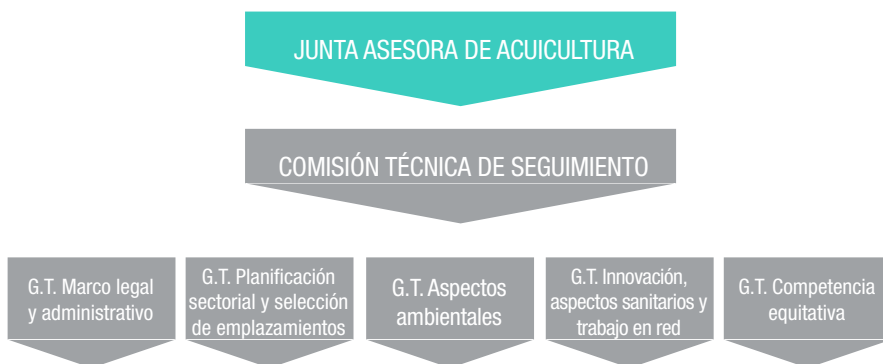 JUNTA ASESORA DE ACUICULTURA
COMISIÓN TÉCNICA DE SEGUIMIENTO
G.T. Marco legal
y administrativo
G.T. Planificación
sectorial y selección
de emplazamientos
G.T. Aspectos
ambientales
G.T. Innovación,
aspectos sanitarios y
trabajo en red
G.T. Competencia
equitativa